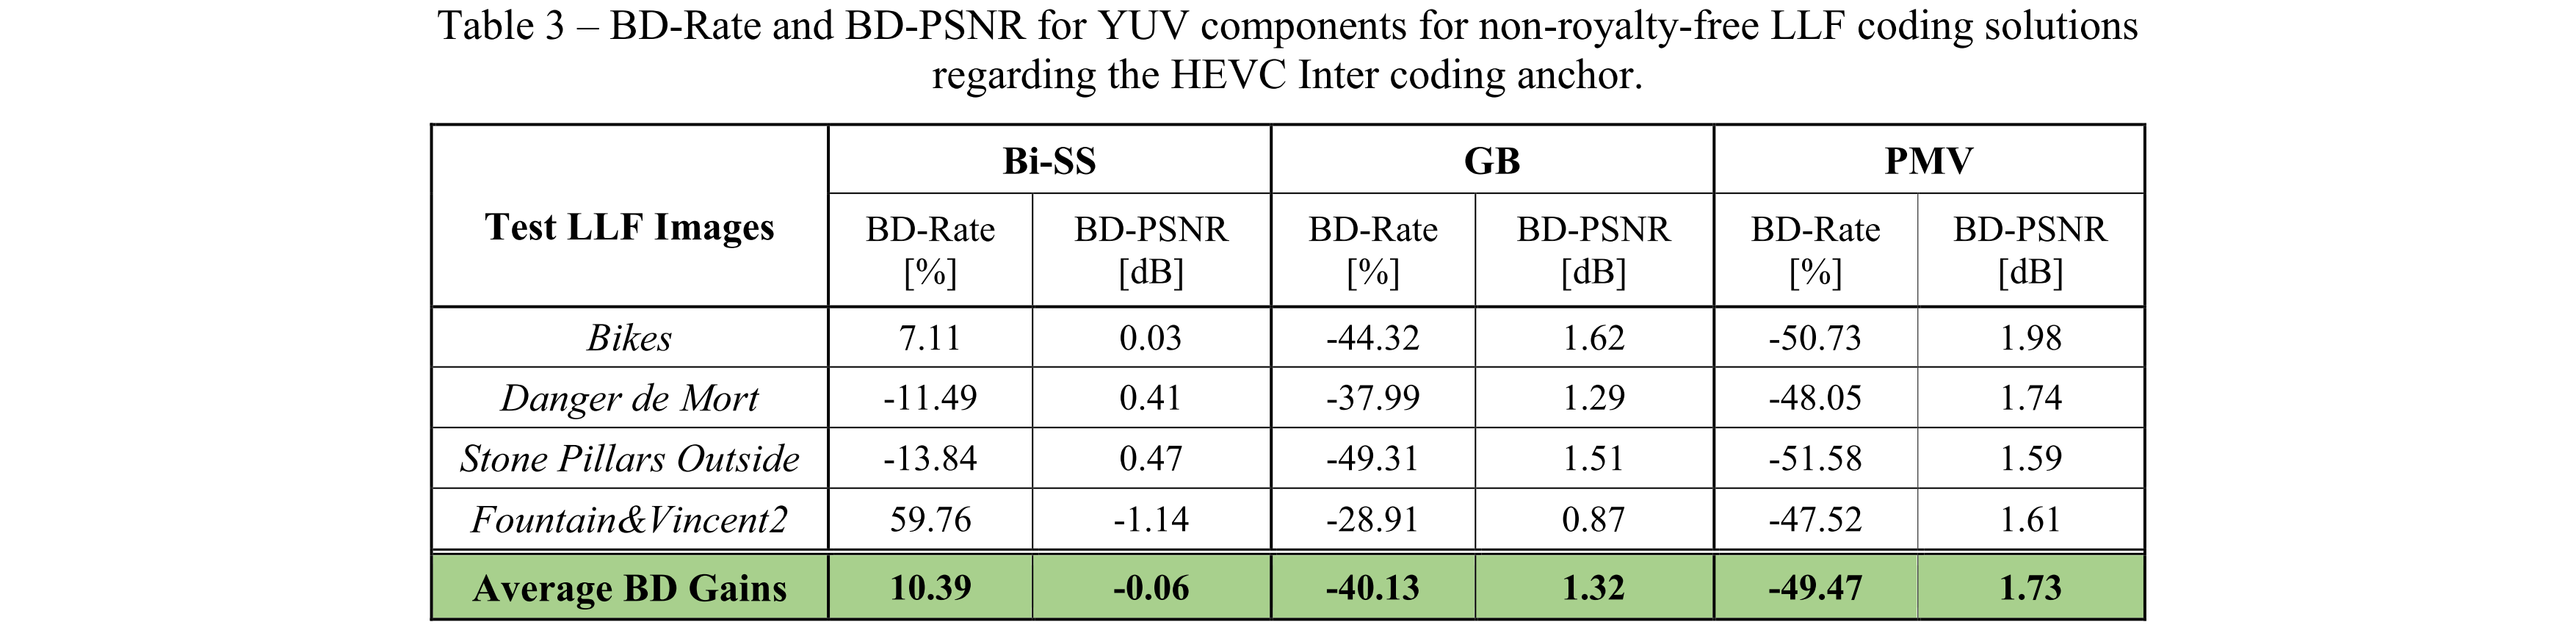 Table 3 – BD-Rate and BD-PSNR for YUV components for non-royalty-free LLF coding solutions
regarding the HEVC Inter coding anchor.
Test LLF Images Bi-SS GB PMV
BD-Rate [%] BD-PSNR [dB] BD-Rate [%] BD-PSNR [dB] BD-Rate [%] BD-PSNR [dB]
Bikes 7.11 0.03 -44.32 1.62 -50.73 1.98
Danger de Mort -11.49 0.41 -37.99 1.29 -48.05 1.74
Stone Pillars Outside -13.84 0.47 -49.31 1.51 -51.58 1.59
Fountain&Vincent2 59.76 -1.14 -28.91 0.87 -47.52 1.61
Average BD Gains 10.39 -0.06 -40.13 1.32 -49.47 1.73